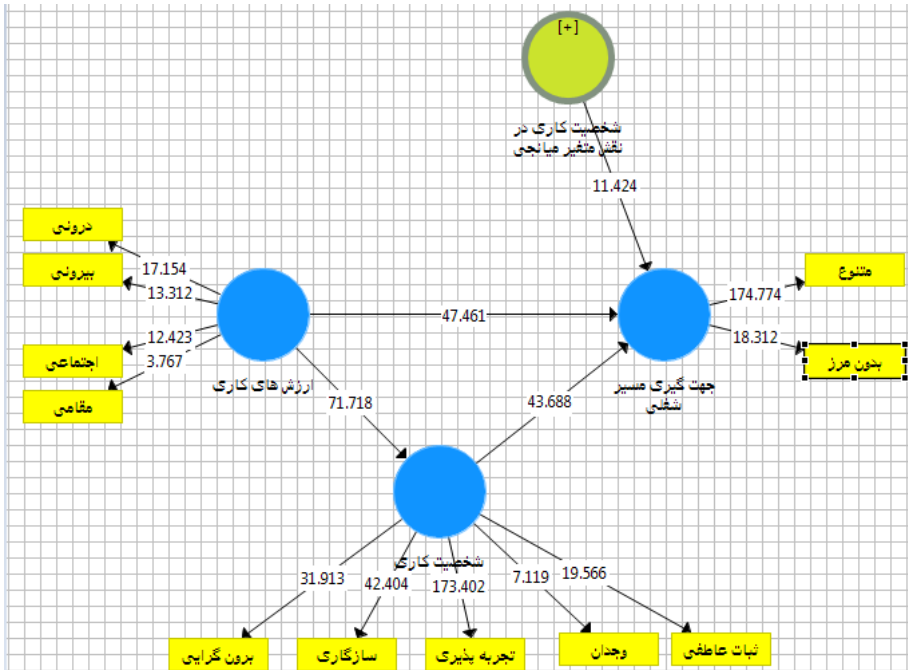 [+]
شخصیت کاری در
نقش متغیر میانجی
11.424
درونی
بیرونی
اجتماعی
مقامی
17.154
13.312
12.423
3.767
ارزش های کاری
47.461
71.718
43.688
جهت گیری مسیر
شغلی
174.774
18.312
متنوع
بدون مرز
شخصیت کاری
31.913
42.404
173.402
7.119
19.566
برون گرایی
سازگاری
تجربه پذیری
وجدان
ثبات عاطفی